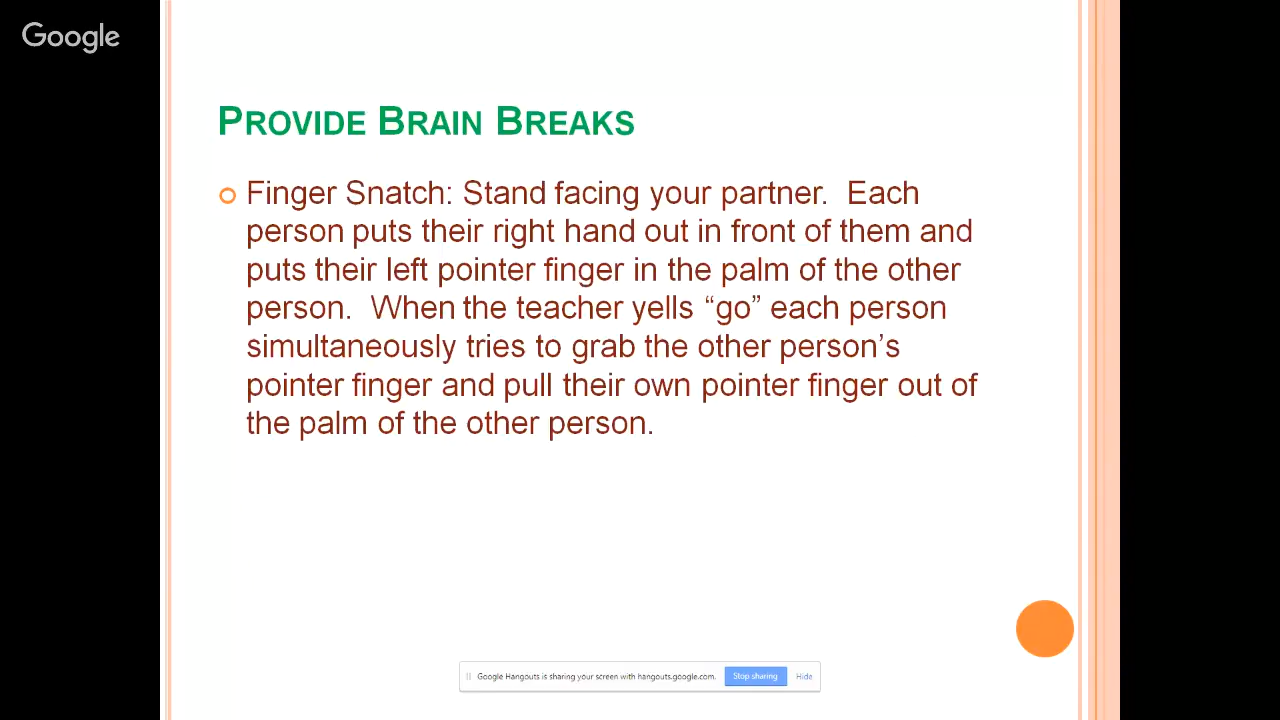 Google
PROVIDE BRAIN BREAKS
Finger Snatch: Stand facing your partner.  Each
person puts their right hand out in front of them and
puts their left pointer finger in the palm of the other
person.  When the teacher yells “go” each person
simultaneously tries to grab the other person’s
pointer finger and pull their own pointer finger out of
the palm of the other person.
Google Hangouts is sharing your screen with hangouts.google.com. Stop sharing Hide